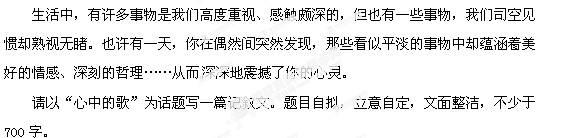 生活中，有许多事物是我们高度重视、感触颇深的，但也有一些事物，我们司空见
惯却熟视无睹。也许有一天，你在偶然间突然发现，那些看似平淡的事物中却蕴涵着美
好的情感、深刻的哲理……从而深深地震撼了你的心灵。
请以“心中的歌”为话题写一篇记叙文。题目自拟，立意自定，文面整洁，不少于
700 字。